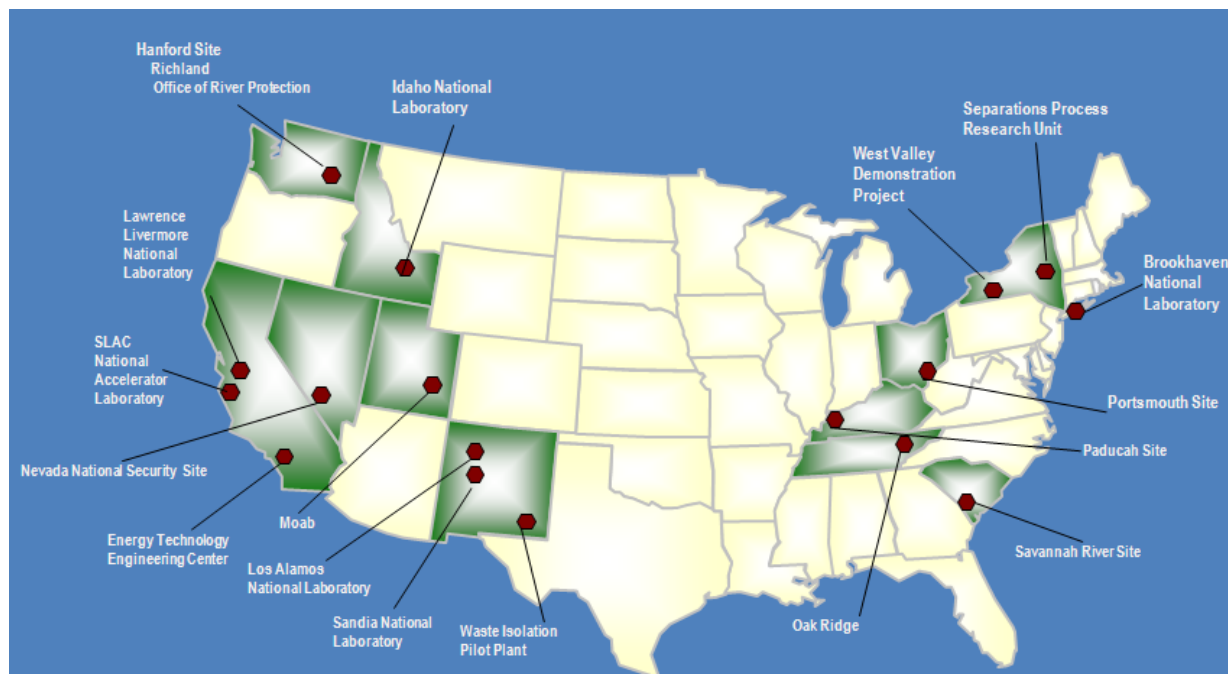 Hanford Site
Richland
Office of River Protection
Idaho National
Laboratory
Separations Process
Research Unit
West Valley
Demonstration
Project
Lawrence
Livermore
National
Laboratory
Brookhaven
National
Laboratory
SLAC
National
Accelerator
Laboratory
Portsmouth Site
Paducah Site
Nevada National Security Site
Moab
Energy Technology
Engineering Center
Los Alamos
National Laboratory
Savannah River Site
Sandia National
Laboratory
Waste Isolation
Pilot Plant
Oak Ridge